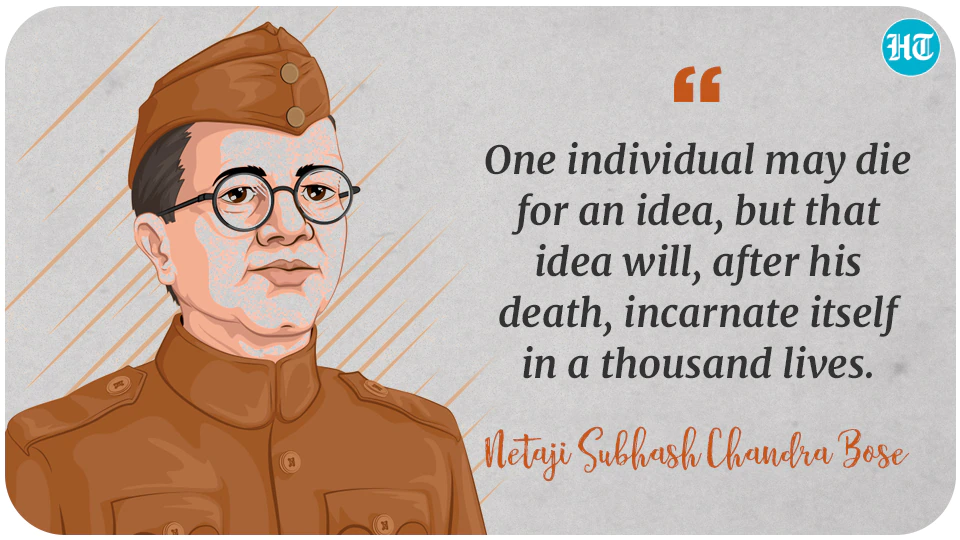 HT
“
One individual may die
for an idea, but that
idea will, after his
death, incarnate itself
in a thousand lives.
Netaji Subhash Chandra Bose